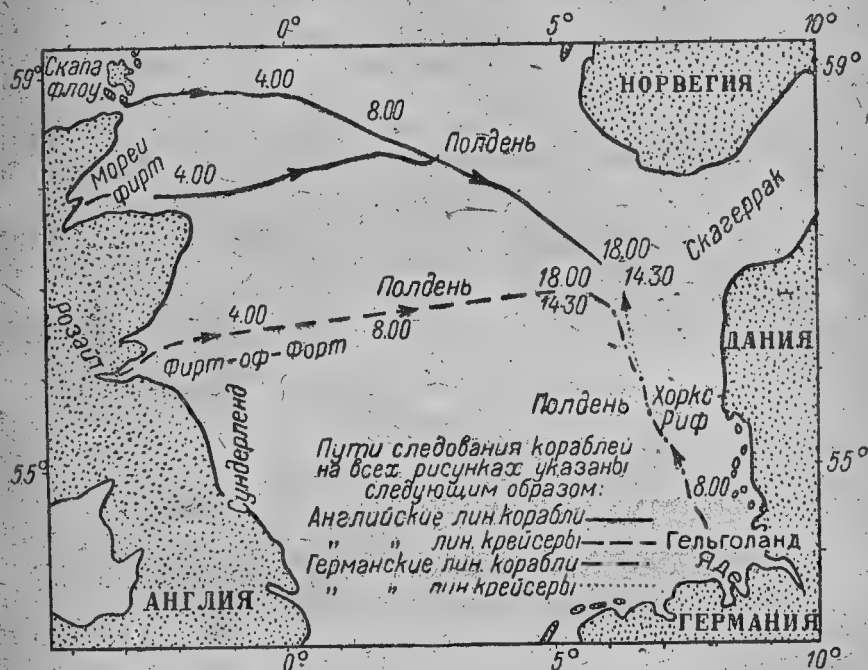 0°
5°
10°
59°
Скапа
флоу
4.00
8.00
НОРВЕГИЯ
59°
Полдень
Мореи
фирт
4.00
Скагеррак
18.00
14.30
Полдень
18.00
14.30
Розайт
4.00
8.00
Фирт-оф-Форт
ДАНИЯ
Полдень
Хоркс-
Риф
Сундерленд
55°
55°
Пути следования кораблей
на всех рисунках указаны
следующим образом:
8.00
Английские лин. корабли
" " лин. крейсеры
Гельголанд
Германские лин. корабли
Яде
" " лин. крейсеры
АНГЛИЯ
ГЕРМАНИЯ
0°
5°
10°